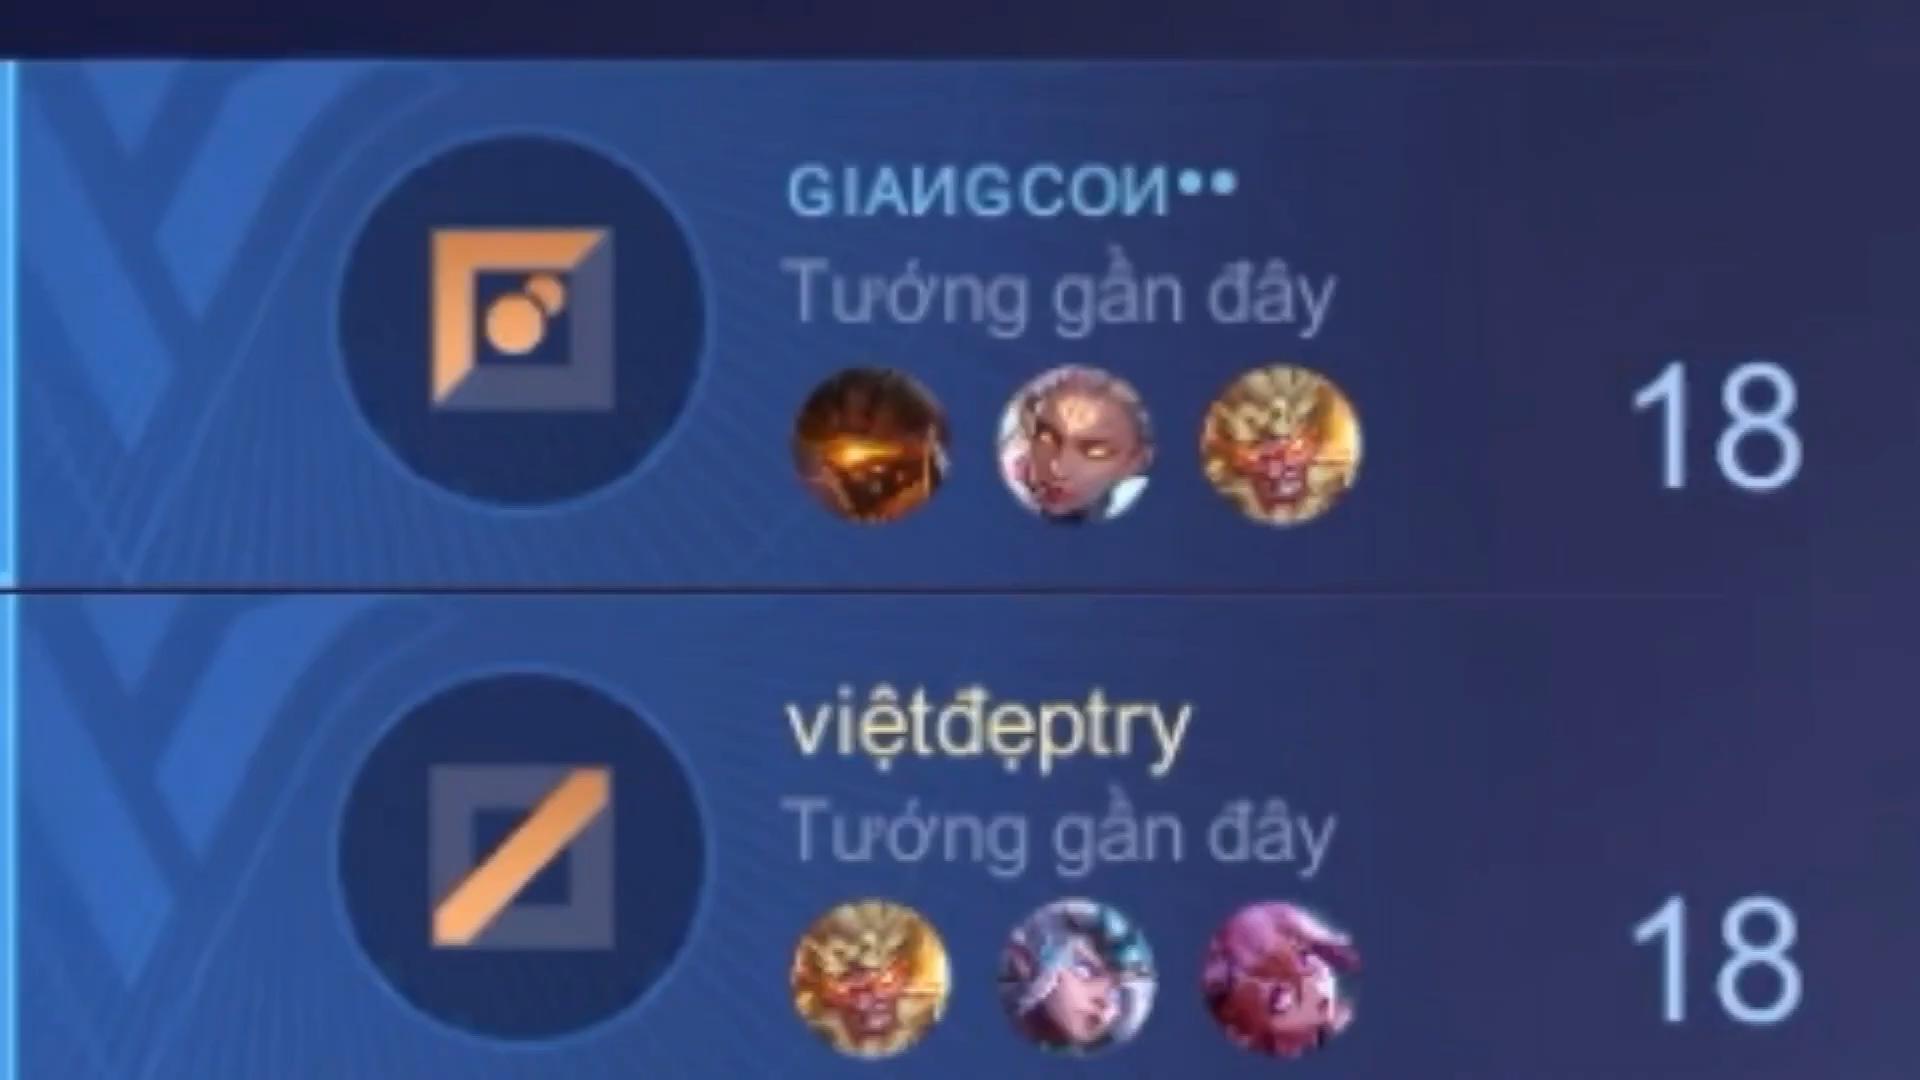 GIAИGCOИ••
Tướng gần đây
18
việtđẹptry
Tướng gần đây
18